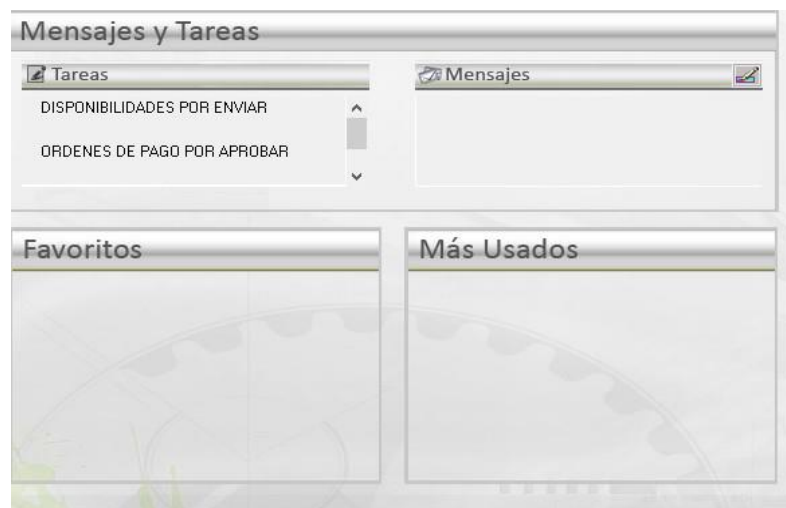 Mensajes y Tareas
Tareas
Mensajes
DISPONIBILIDADES POR ENVIAR
ORDENES DE PAGO POR APROBAR
Favoritos
Más Usados